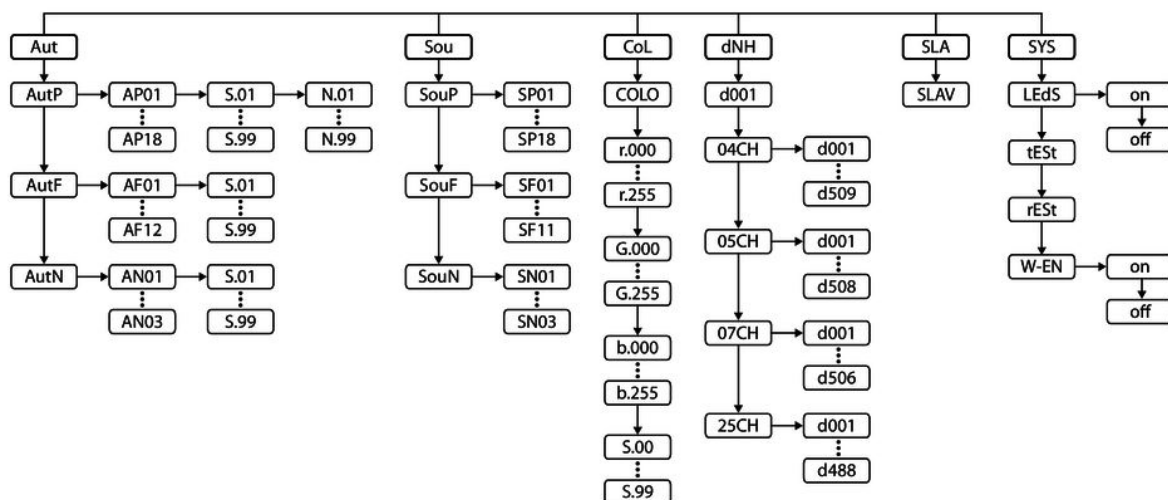 Aut Sou CoL dNH SLA SYS
AutP AP01 S.01 N.01 SouP SP01 COLO d001 SLAV LEdS on
AP18 S.99 N.99 SP18 off
r.000 04CH d001 tESt
AutF AF01 S.01 SouF SF01 r.255 d509
AF12 S.99 SF11 rESt
G.000 05CH d001
AutN AN01 S.01 SouN SN01 W-EN on
G.255 d508
AN03 S.99 SN03 off
b.000 07CH d001
b.255 d506
25CH d001
S.00
d488
S.99